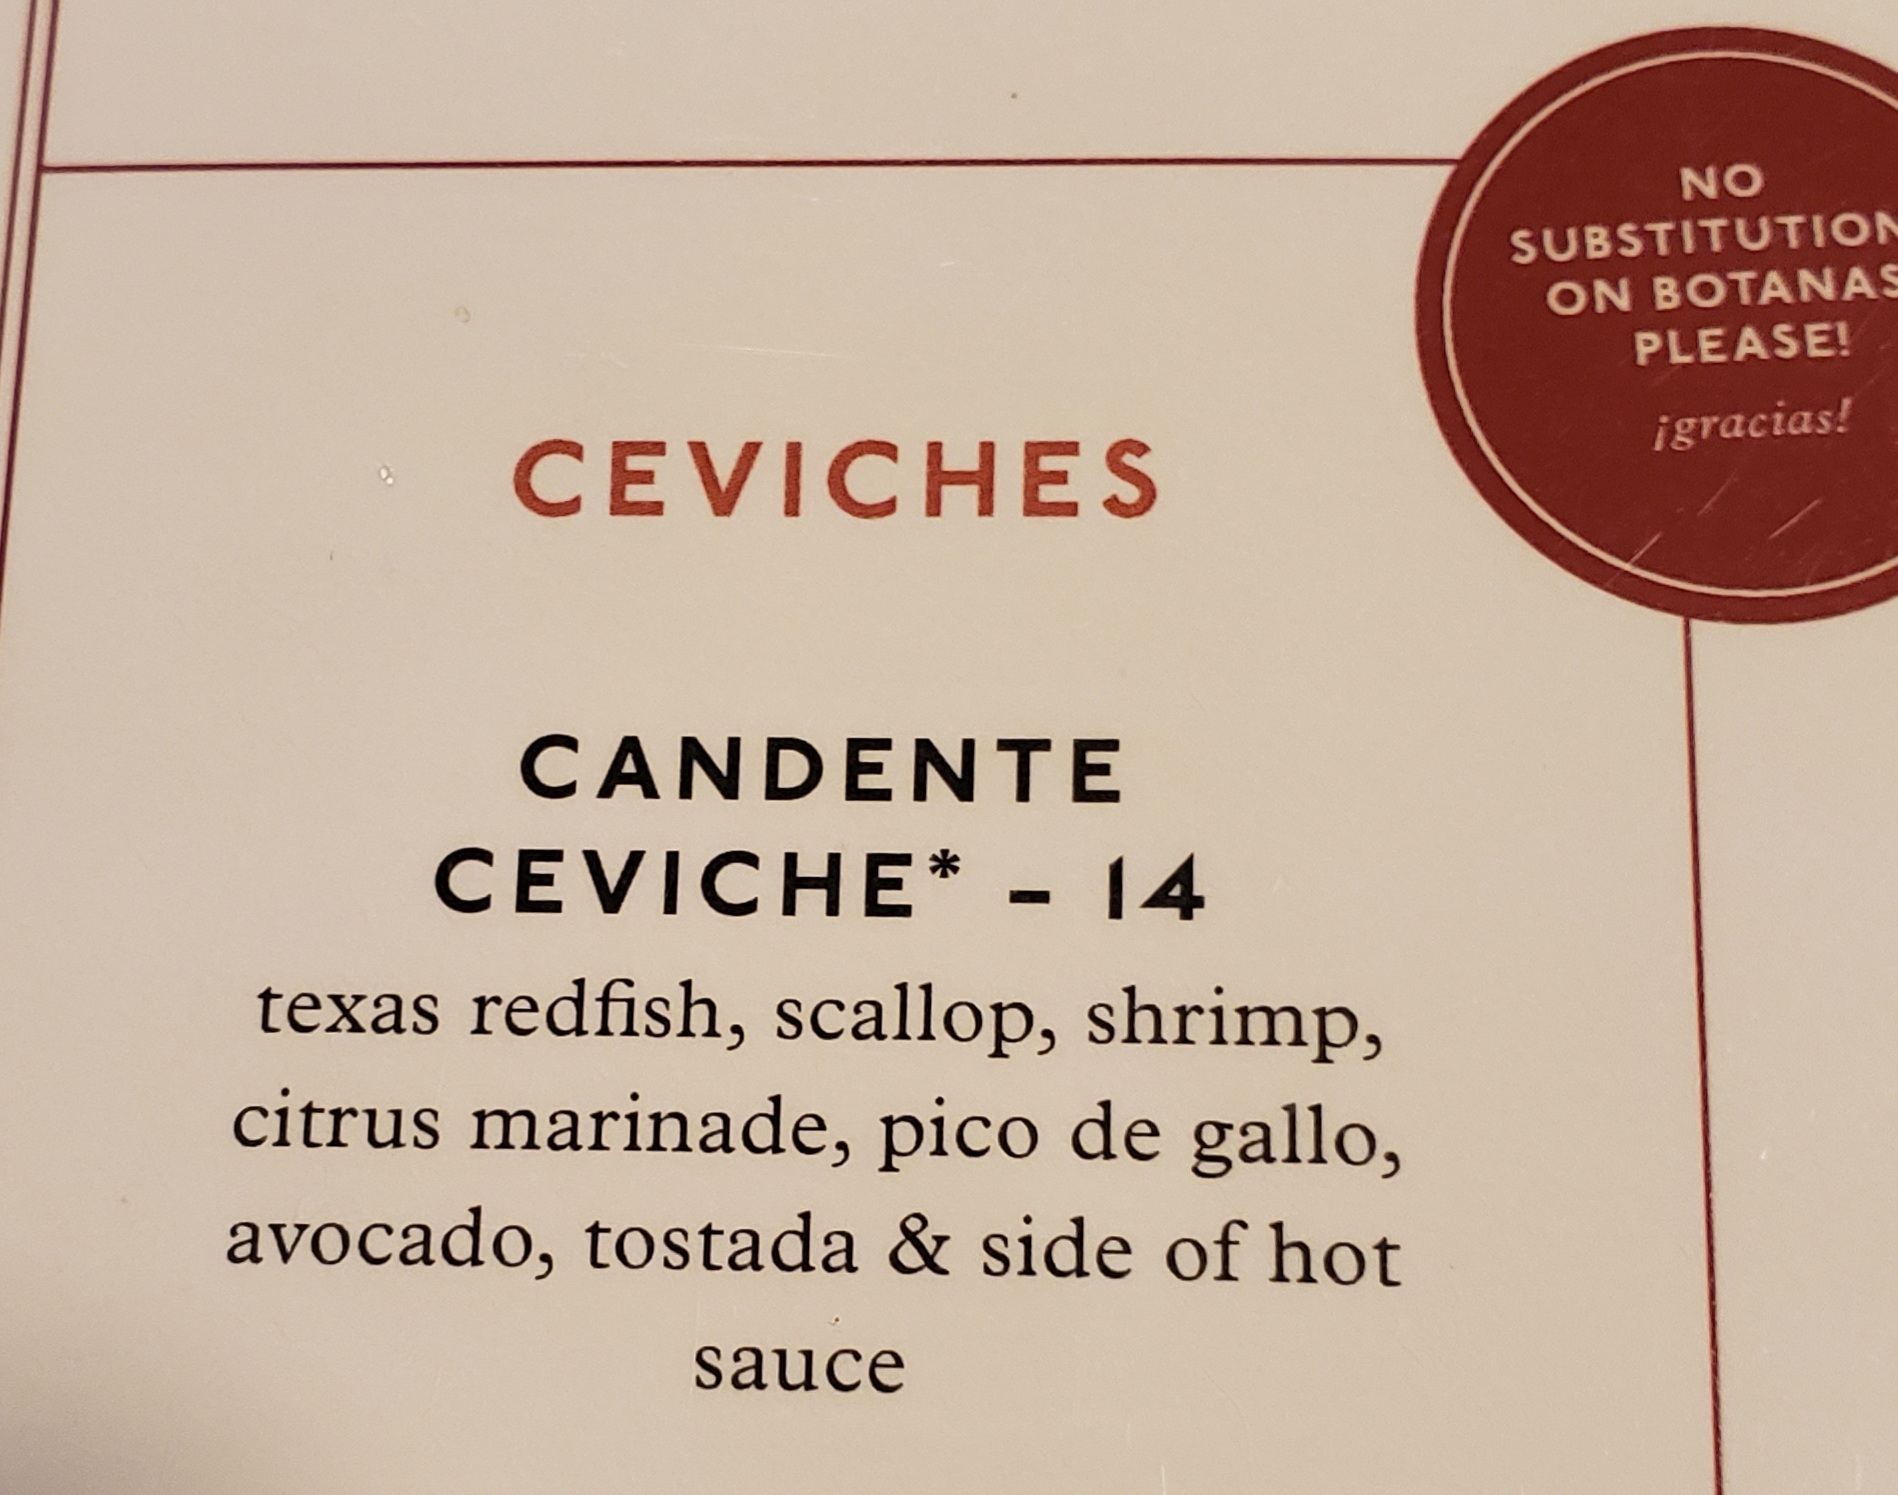 NO
SUBSTITUTION
ON BOTANAS
PLEASE!
¡gracias!
CEVICHES
CANDENTE
CEVICHE* - 14
texas redfish, scallop, shrimp,
citrus marinade, pico de gallo,
avocado, tostada & side of hot
sauce